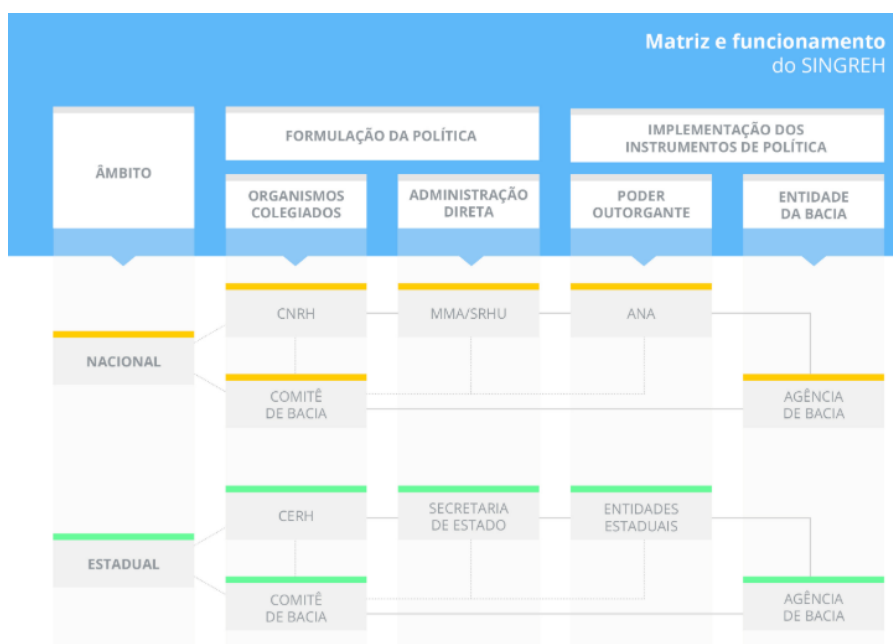 Matriz e funcionamento
do SINGREH
ÂMBITO
FORMULAÇÃO DA POLÍTICA
IMPLEMENTAÇÃO DOS
INSTRUMENTOS DE POLÍTICA
ORGANISMOS
COLEGIADOS
ADMINISTRAÇÃO
DIRETA
PODER
OUTORGANTE
ENTIDADE
DA BACIA
NACIONAL
CNRH
MMA/SRHU
ANA
COMITÊ
DE BACIA
AGÊNCIA
DE BACIA
ESTADUAL
CERH
SECRETARIA
DE ESTADO
ENTIDADES
ESTADUAIS
COMITÊ
DE BACIA
AGÊNCIA
DE BACIA